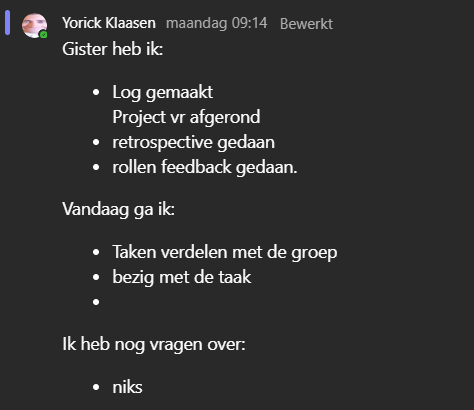 Yorick Klaasen maandag 09:14 Bewerkt
Gister heb ik:
• Log gemaakt
Project vr afgerond
• retrospective gedaan
• rollen feedback gedaan.
Vandaag ga ik:
• Taken verdelen met de groep
• bezig met de taak
•
Ik heb nog vragen over:
• niks